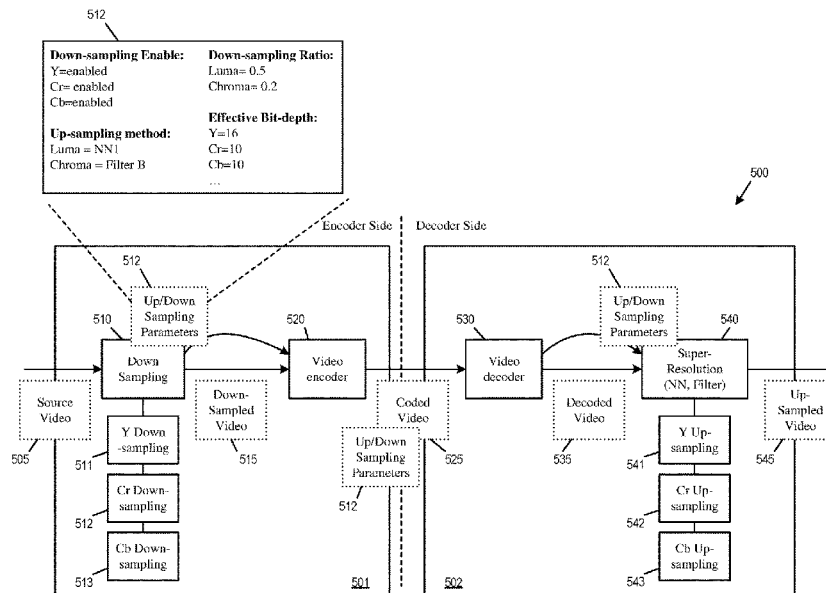 512
Down-sampling Enable:
Y=enabled
Cr= enabled
Cb=enabled
Up-sampling method:
Luma = NN1
Chroma = Filter B
Down-sampling Ratio:
Luma= 0.5
Chroma= 0.2
Effective Bit-depth:
Y=16
Cr=10
Cb=10
...
500
Encoder Side
Decoder Side
512
Up/Down
Sampling
Parameters
510
Down
Sampling
520
Video
encoder
530
Video
decoder
512
Up/Down
Sampling
Parameters
540
Super-
Resolution
(NN, Filter)
Source
Video
505
Down-
Sampled
Video
515
Coded
Video
525
Up/Down
Sampling
Parameters
512
Decoded
Video
535
Up-
Sampled
Video
545
Y Down
-sampling
511
Cr Down-
sampling
512
Cb Down-
sampling
513
Y Up-
sampling
541
Cr Up-
sampling
542
Cb Up-
sampling
543
501
502